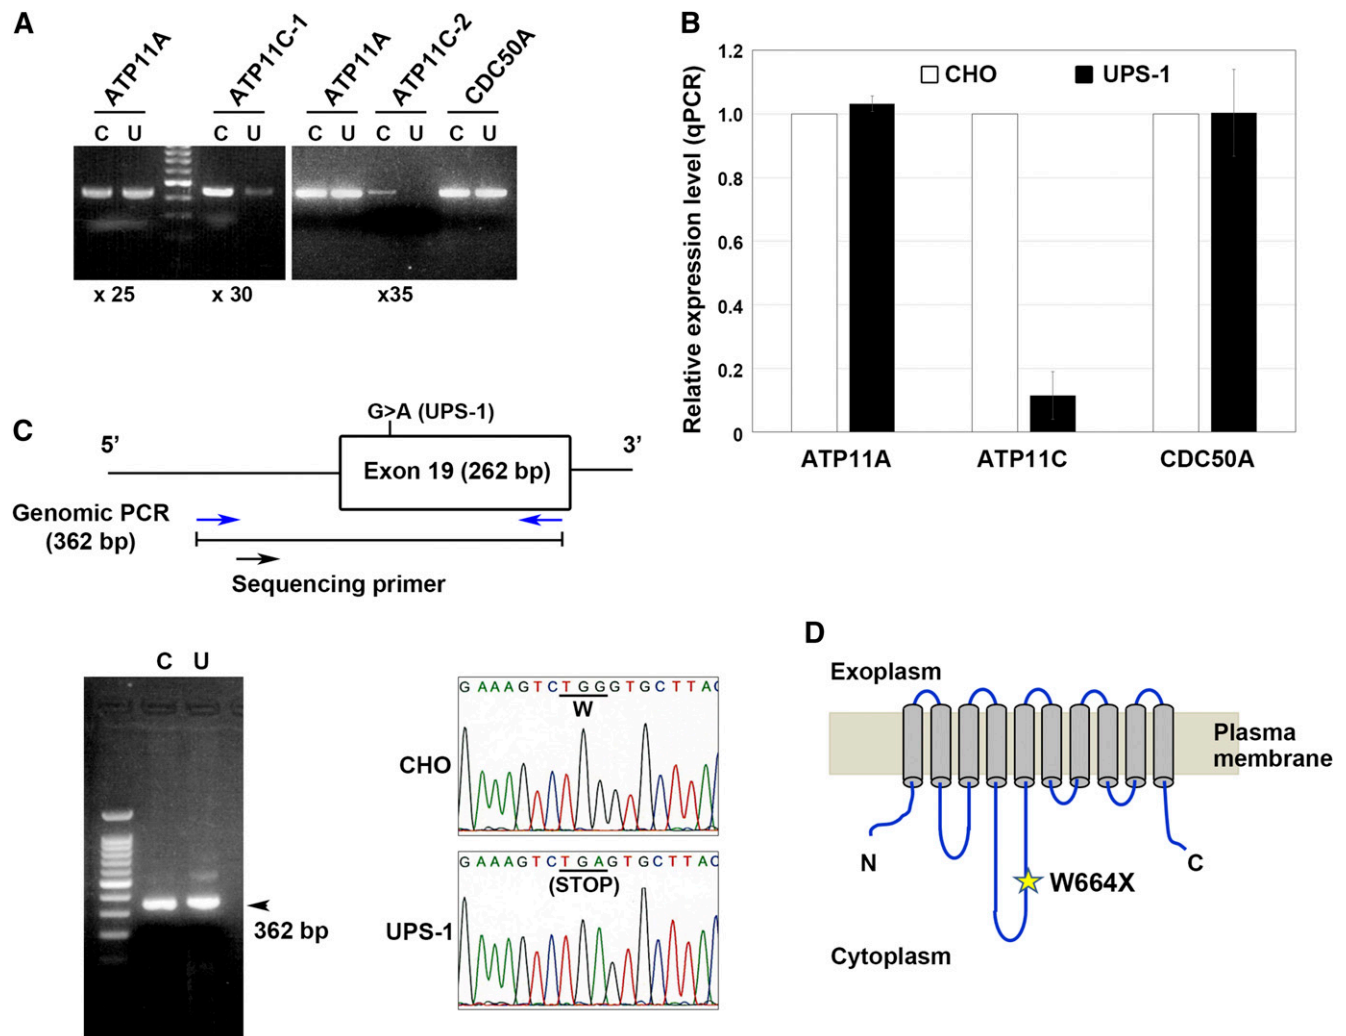 A
ATP11A
ATP11C-1
ATP11A
ATP11C-2
CDC50A
C U C U C U C U C U
x 25 x 30 x35
B
Relative expression level (qPCR)
1.2
1.0
0.8
0.6
0.4
0.2
0
CHO UPS-1
ATP11A ATP11C CDC50A
C
G>A (UPS-1)
5' 3'
Exon 19 (262 bp)
Genomic PCR
(362 bp)
Sequencing primer
C U
362 bp
G AAAGTCTGGGTGCTTAC
W
CHO
GAAAGTCTGAGTGCTTAC
(STOP)
UPS-1
D
Exoplasm
Plasma
membrane
N
C
W664X
Cytoplasm